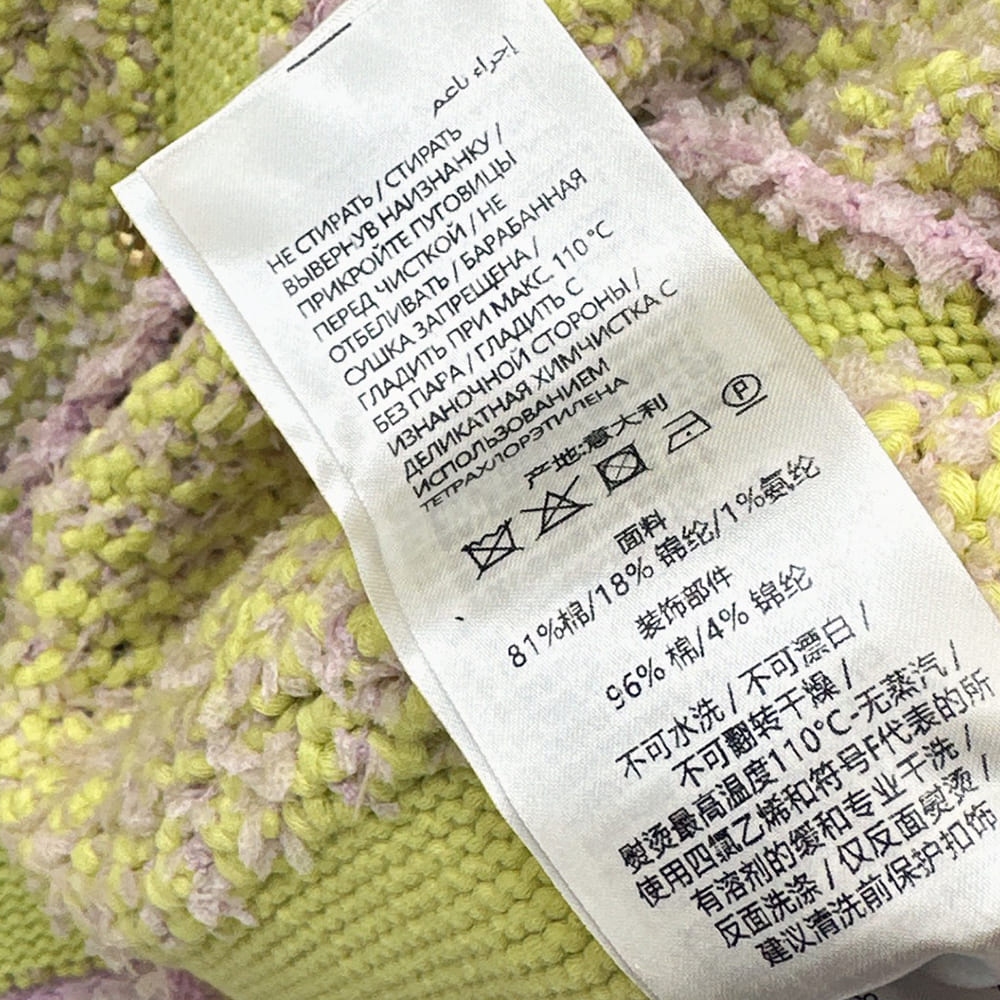 إجراء ناعم
НЕ СТИРАТЬ / СТИРАТЬ
ВЫВЕРНУВ НАИЗНАНКУ /
ПРИКРОЙТЕ ПУГОВИЦЫ
ПЕРЕД ЧИСТКОЙ / НЕ
ОТБЕЛИВАТЬ / БАРАБАННАЯ
СУШКА ЗАПРЕЩЕНА /
ГЛАДИТЬ ПРИ МАКС. 110 °C
БЕЗ ПАРА / ГЛАДИТЬ С
ИЗНАНОЧНОЙ СТОРОНЫ /
ДЕЛИКАТНАЯ ХИМЧИСТКА С
ИСПОЛЬЗОВАНИЕМ
ТЕТРАХЛОРЭТИЛЕНА
产地:意大利
P
面料
81%棉/18% 锦纶/1%氨纶
装饰部件
96% 棉/4% 锦纶
不可水洗 / 不可漂白 /
不可翻转干燥 /
熨烫最高温度110°C-无蒸汽 /
使用四氯乙烯和符号F代表的所
有溶剂的缓和专业干洗 /
反面洗涤 / 仅反面熨烫 /
建议清洗前保护扣饰